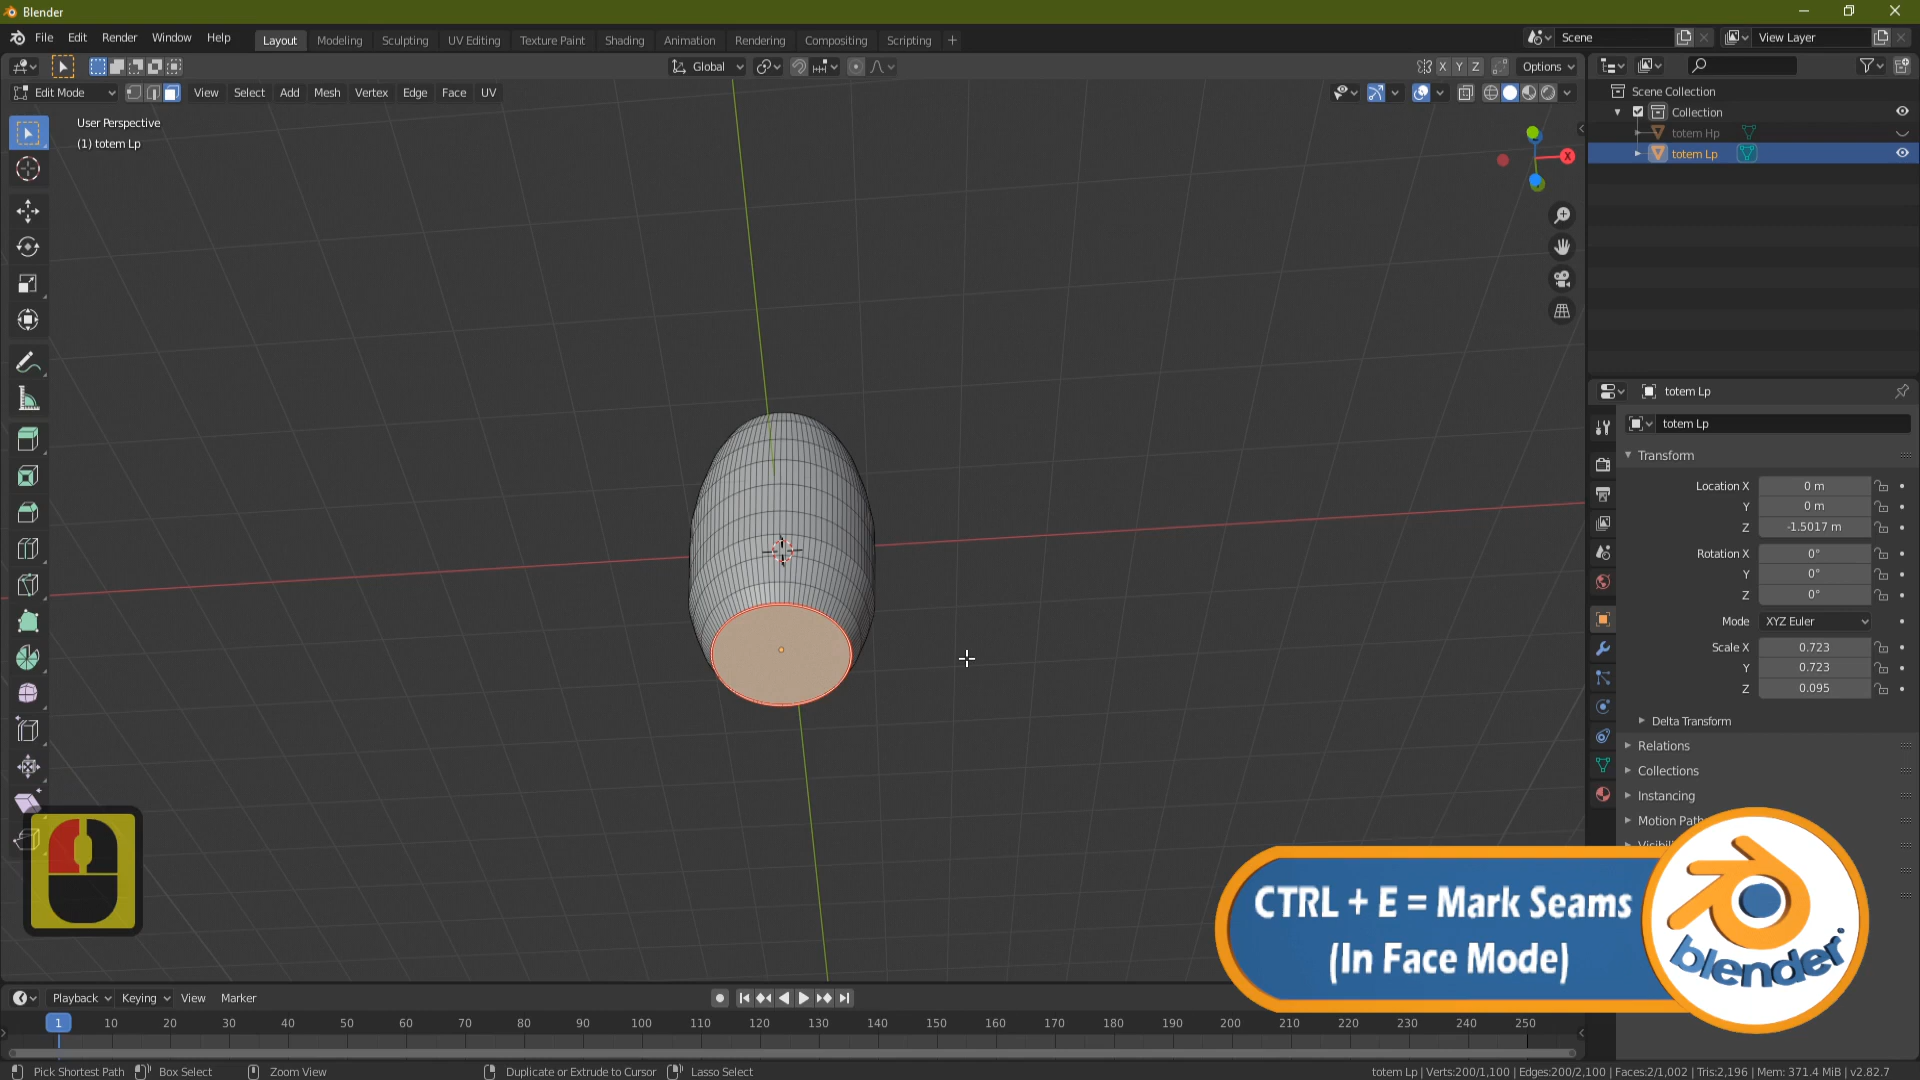 Blender
File Edit Render Window Help
Layout Modeling Sculpting UV Editing Texture Paint Shading Animation Rendering Compositing Scripting +
Scene
View Layer
Global
X Y Z
Options
Edit Mode
View Select Add Mesh Vertex Edge Face UV
User Perspective
(1) totem Lp
X
Scene Collection
Collection
totem Hp
totem Lp
totem Lp
totem Lp
Transform
Location X 0 m
Y 0 m
Z -1.5017 m
Rotation X 0°
Y 0°
Z 0°
Mode XYZ Euler
Scale X 0.723
Y 0.723
Z 0.095
Delta Transform
Relations
Collections
Instancing
Motion Path
CTRL + E = Mark Seams
(In Face Mode)
blender
Playback Keying View Marker
1 10 20 30 40 50 60 70 80 90 100 110 120 130 140 150 160 170 180 190 200 210 220 230 240 250
Pick Shortest Path Box Select Zoom View Duplicate or Extrude to Cursor Lasso Select
totem Lp | Verts:200/1,100 | Edges:200/2,100 | Faces:2/1,002 | Tris:2,196 | Mem: 371.4 MiB | v2.82.7